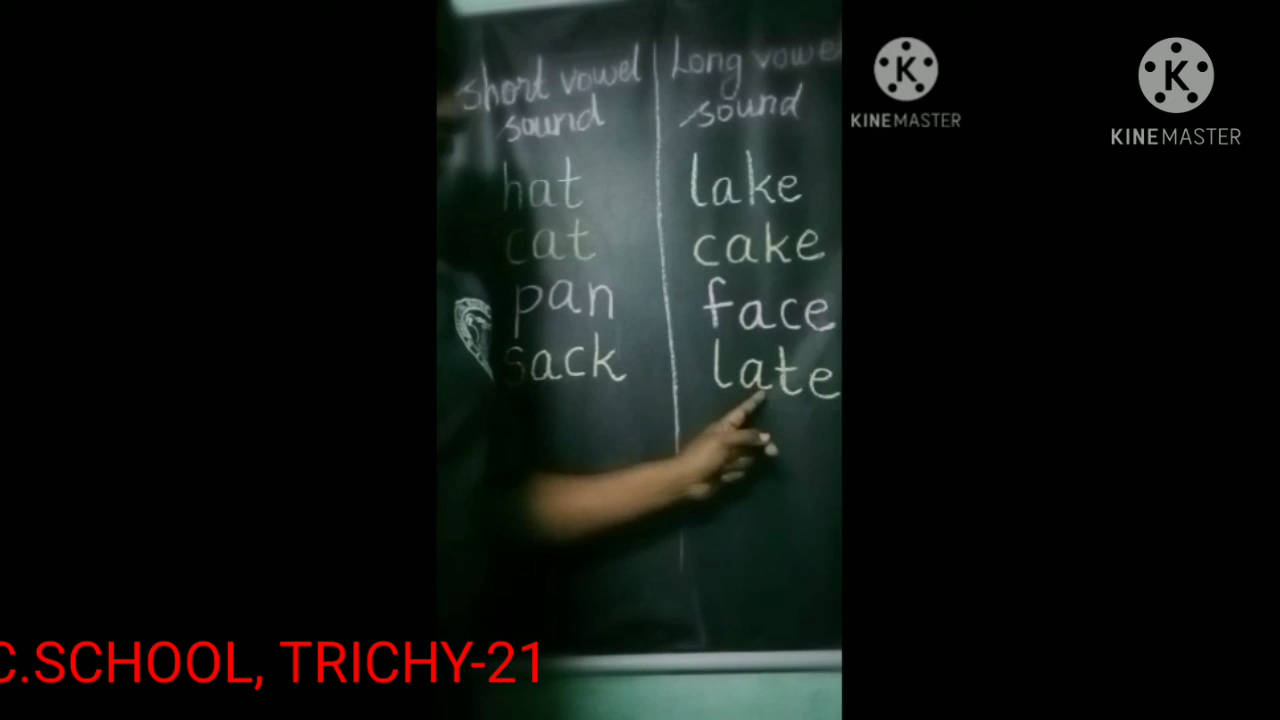 short vowel
sound
Long vowel
sound
hat
lake
cat
cake
pan
face
sack
late
KINEMASTER
KINEMASTER
C.SCHOOL, TRICHY-21